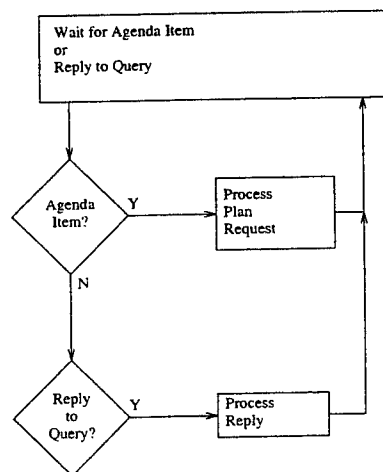 Wait for Agenda Item
or
Reply to Query
Agenda
Item?
Y
Process
Plan
Request
N
Reply
to
Query?
Y
Process
Reply